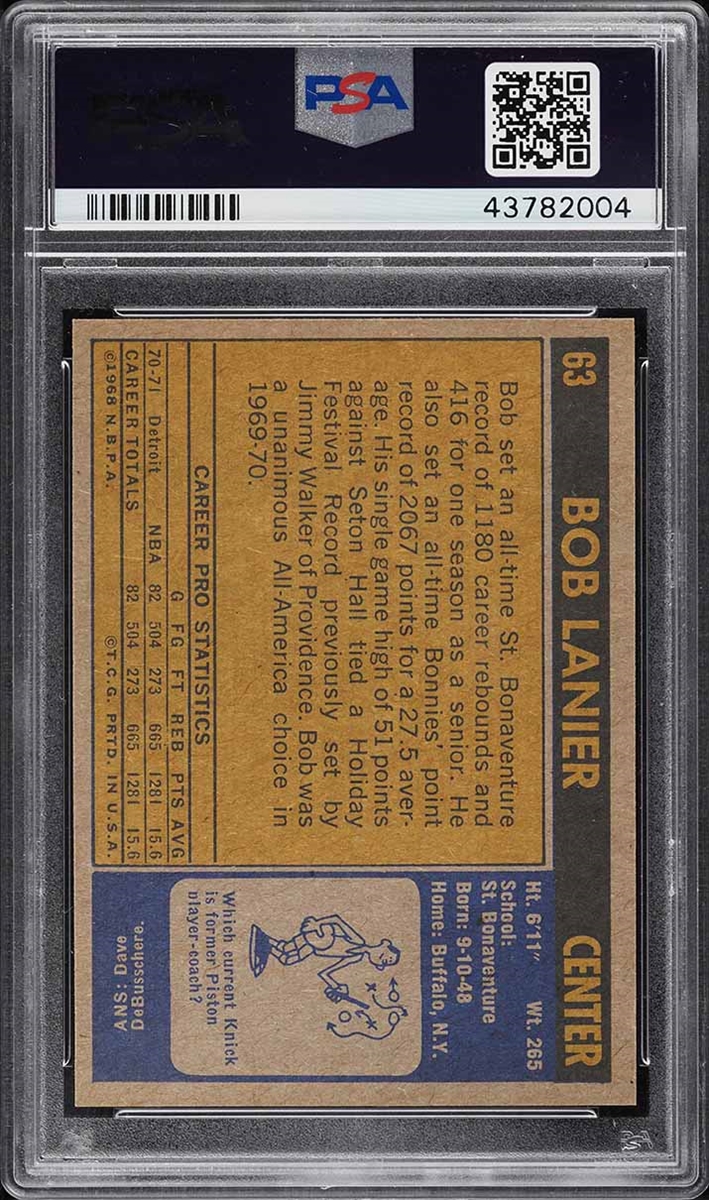 PSA
43782004
63 BOB LANIER CENTER
Bob set an all-time St. Bonaventure
record of 1180 career rebounds and
416 for one season as a senior. He
also set an all-time Bonnies' point
record of 2067 points for a 27.5 aver-
age. His single game high of 51 points
against Seton Hall tied a Holiday
Festival Record previously set by
Jimmy Walker of Providence. Bob was
a unanimous All-America choice in
1969-70.
CAREER PRO STATISTICS
G FG FT REB PTS AVG
70-71 Detroit NBA 82 504 273 665 1281 15.6
CAREER TOTALS 82 504 273 665 1281 15.6
©1968 N.B.P.A. ©T.C.G. PRTD. IN U.S.A.
Ht. 6'11" Wt. 265
School:
St. Bonaventure
Born: 9-10-48
Home: Buffalo, N.Y.
Which current Knick
is former Piston
player-coach?
ANS: Dave
DeBusschere.